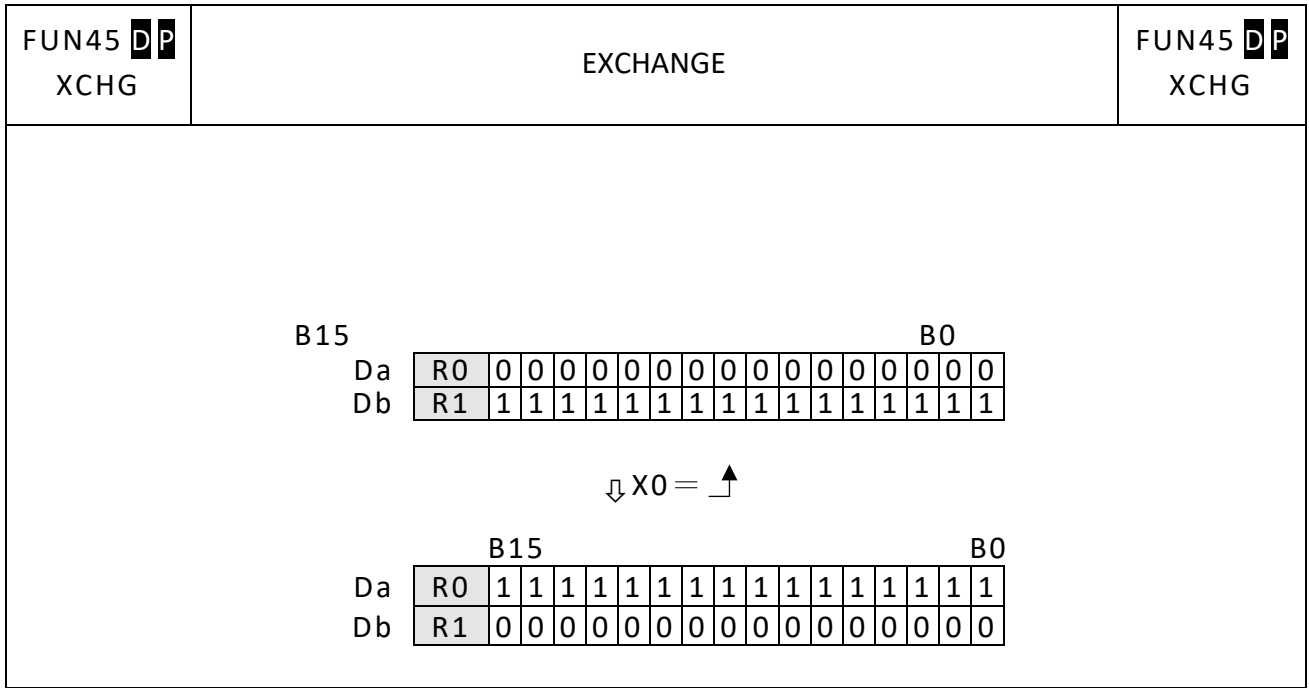 FUN45 D P
XCHG
EXCHANGE
FUN45 D P
XCHG
B15 B0
Da R0 0 0 0 0 0 0 0 0 0 0 0 0 0 0 0 0
Db R1 1 1 1 1 1 1 1 1 1 1 1 1 1 1 1 1
⇩ X0 =
B15 B0
Da R0 1 1 1 1 1 1 1 1 1 1 1 1 1 1 1 1
Db R1 0 0 0 0 0 0 0 0 0 0 0 0 0 0 0 0